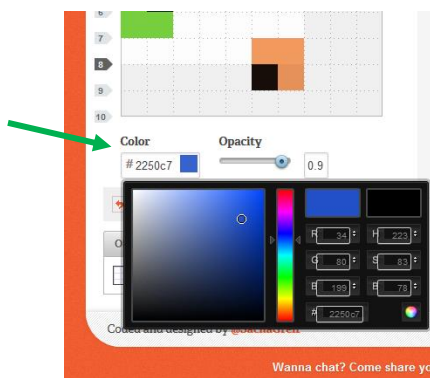 6
7
8
9
10
Color Opacity
# 2250c7 0.9
R 34 H 223
G 80 S 83
B 199 B 78
# 2250c7
Coded and designed by @SachaGreif
Wanna chat? Come share yo